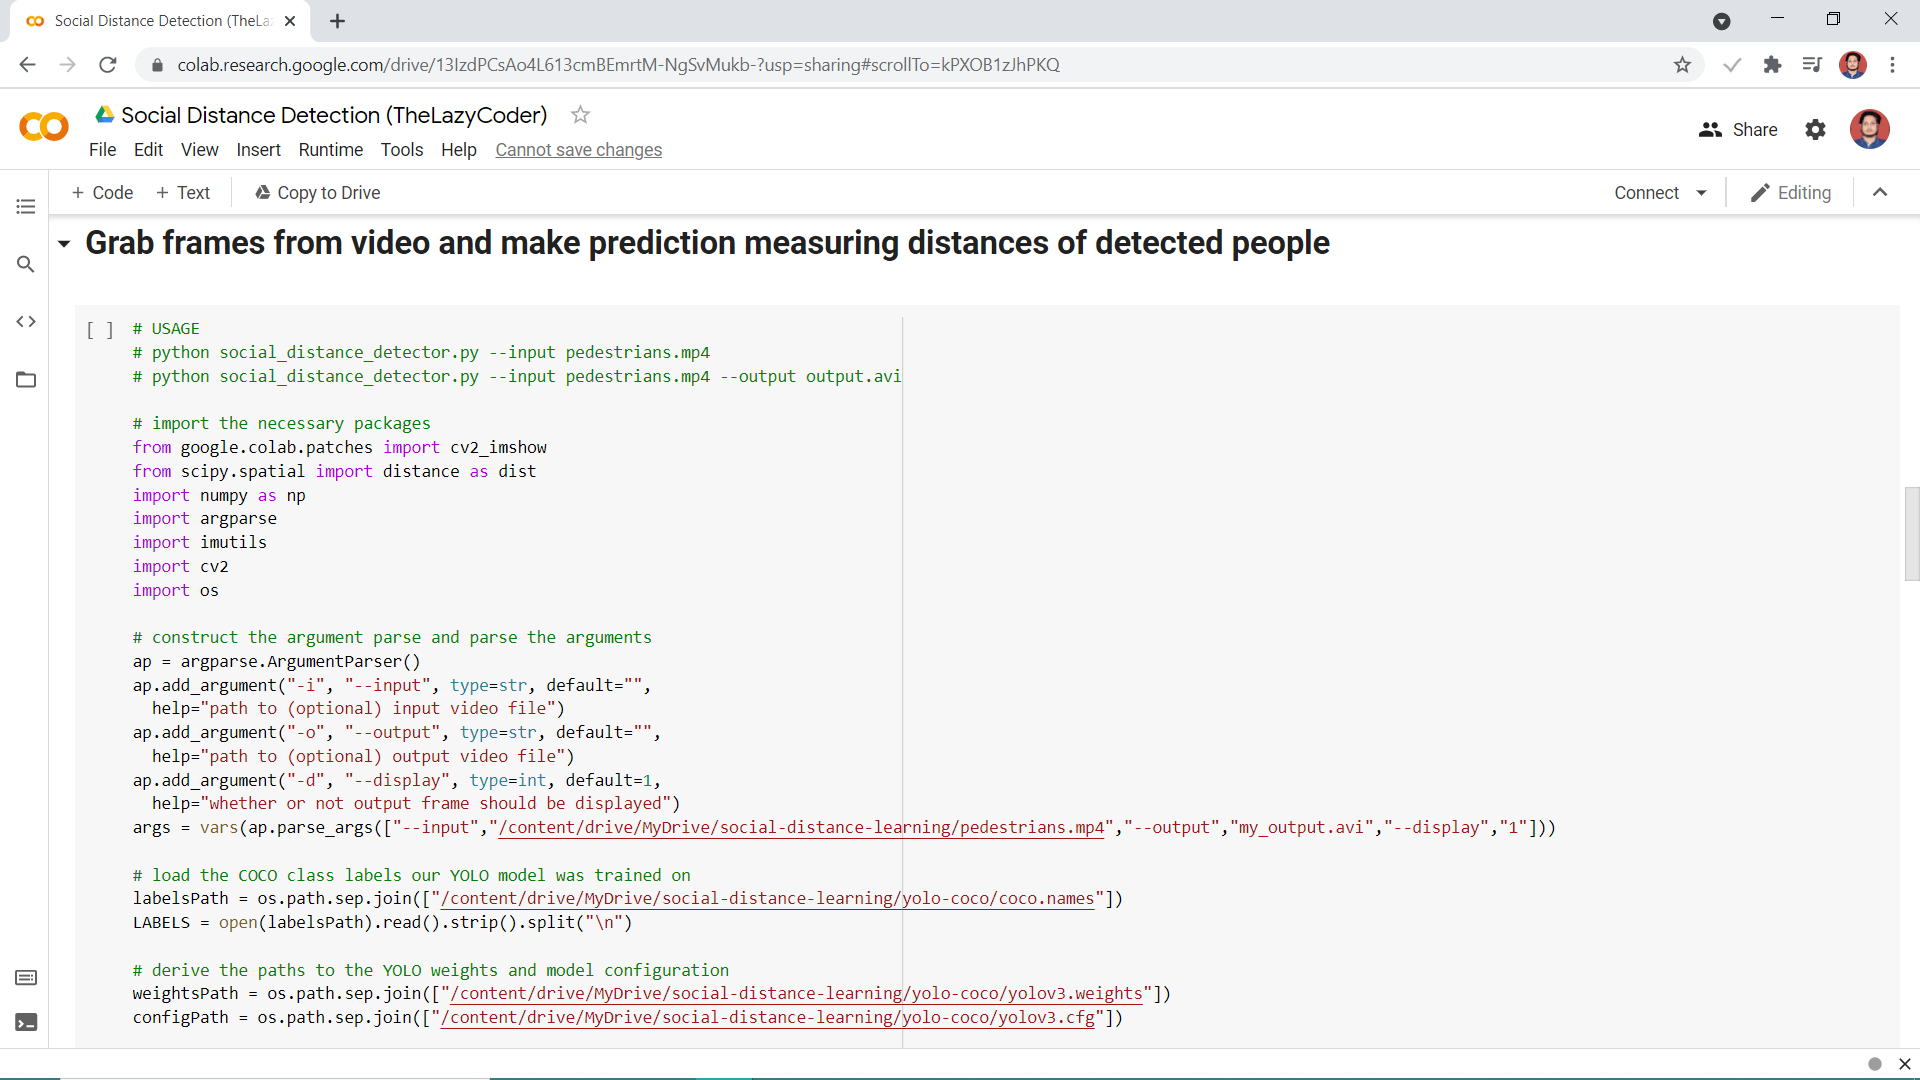 Social Distance Detection (TheLa
colab.research.google.com/drive/13IzdPCsAo4L613cmBEmrtM-NgSvMukb-?usp=sharing#scrollTo=kPXOB1zJhPKQ
Social Distance Detection (TheLazyCoder)
File Edit View Insert Runtime Tools Help Cannot save changes
Share
+ Code + Text Copy to Drive
Connect Editing
Grab frames from video and make prediction measuring distances of detected people
[ ] # USAGE
# python social_distance_detector.py --input pedestrians.mp4
# python social_distance_detector.py --input pedestrians.mp4 --output output.avi
# import the necessary packages
from google.colab.patches import cv2_imshow
from scipy.spatial import distance as dist
import numpy as np
import argparse
import imutils
import cv2
import os
# construct the argument parse and parse the arguments
ap = argparse.ArgumentParser()
ap.add_argument("-i", "--input", type=str, default="",
help="path to (optional) input video file")
ap.add_argument("-o", "--output", type=str, default="",
help="path to (optional) output video file")
ap.add_argument("-d", "--display", type=int, default=1,
help="whether or not output frame should be displayed")
args = vars(ap.parse_args(["--input","/content/drive/MyDrive/social-distance-learning/pedestrians.mp4","--output","my_output.avi","--display","1"]))
# load the COCO class labels our YOLO model was trained on
labelsPath = os.path.sep.join(["/content/drive/MyDrive/social-distance-learning/yolo-coco/coco.names"])
LABELS = open(labelsPath).read().strip().split("\n")
# derive the paths to the YOLO weights and model configuration
weightsPath = os.path.sep.join(["/content/drive/MyDrive/social-distance-learning/yolo-coco/yolov3.weights"])
configPath = os.path.sep.join(["/content/drive/MyDrive/social-distance-learning/yolo-coco/yolov3.cfg"])